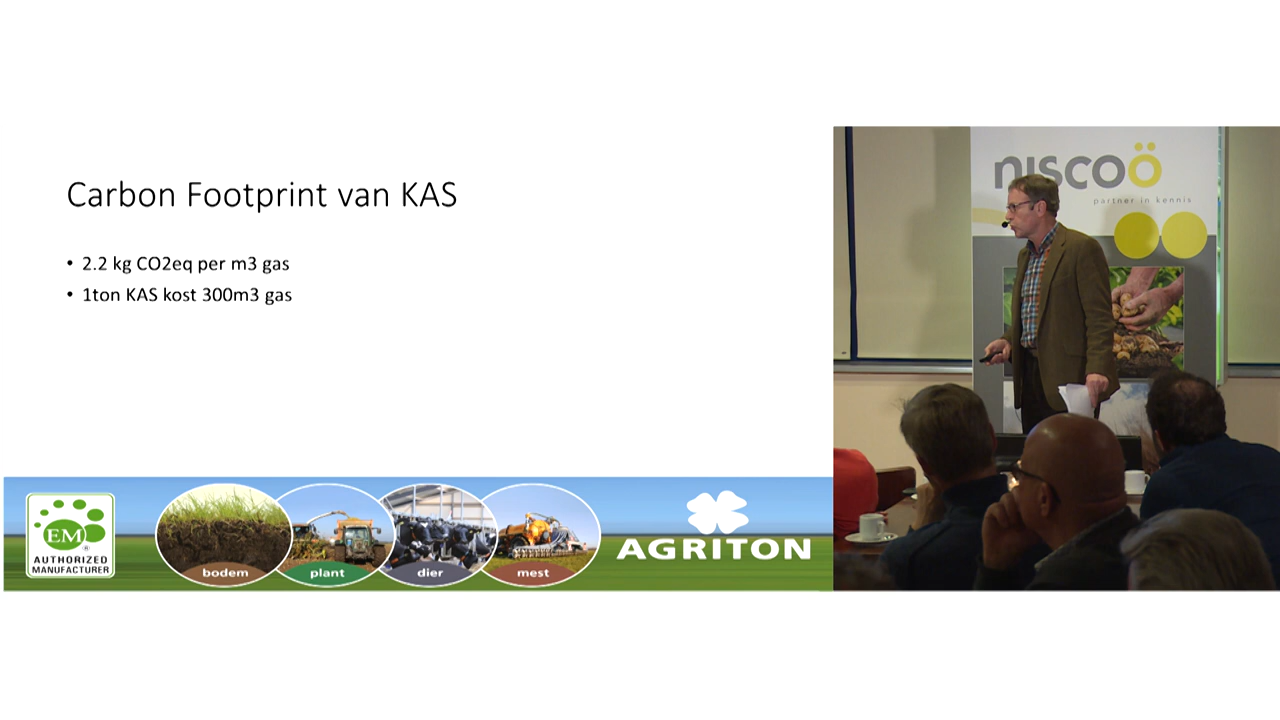 Carbon Footprint van KAS
• 2.2 kg CO2eq per m3 gas
• 1ton KAS kost 300m3 gas
EM
®
AUTHORIZED
MANUFACTURER
bodem
plant
dier
mest
AGRITON
niscoö
partner in kennis